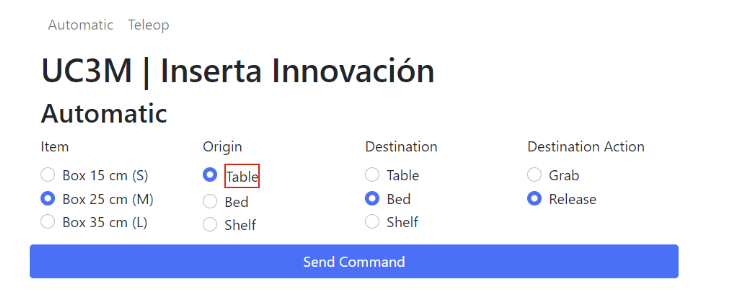 Automatic Teleop
UC3M | Inserta Innovación
Automatic
Item Origin Destination Destination Action
Box 15 cm (S) Table Table Grab
Box 25 cm (M) Bed Bed Release
Box 35 cm (L) Shelf Shelf
Send Command